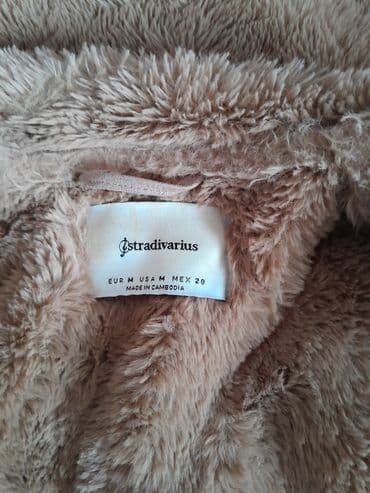 stradivarius
EUR M USA M MEX 28
MADE IN CAMBODIA